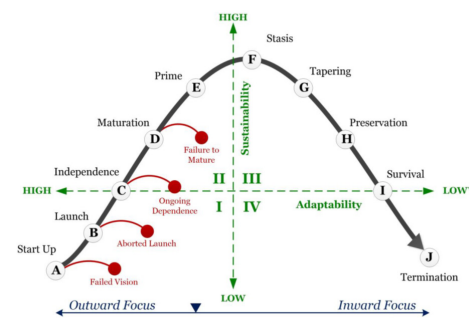 HIGH
Stasis
F
Prime
Tapering
E
G
Sustainability
Maturation
Preservation
D
H
Failure to
Mature
Independence
II
III
Survival
HIGH
C
I
LOW
Ongoing
Dependence
I
IV
Adaptability
Launch
B
Aborted Launch
Start Up
A
J
Failed Vision
Termination
LOW
Outward Focus
Inward Focus